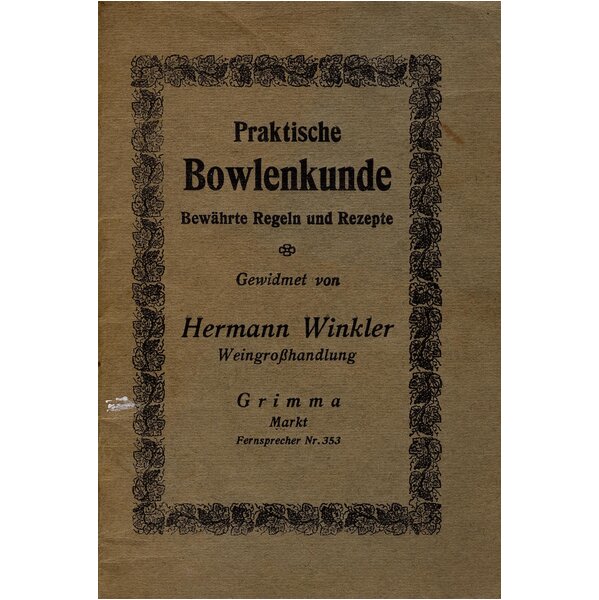 Praktische
Bowlenkunde
Bewährte Regeln und Rezepte
Gewidmet von
Hermann Winkler
Weingroßhandlung
Grimma
Markt
Fernsprecher Nr. 353